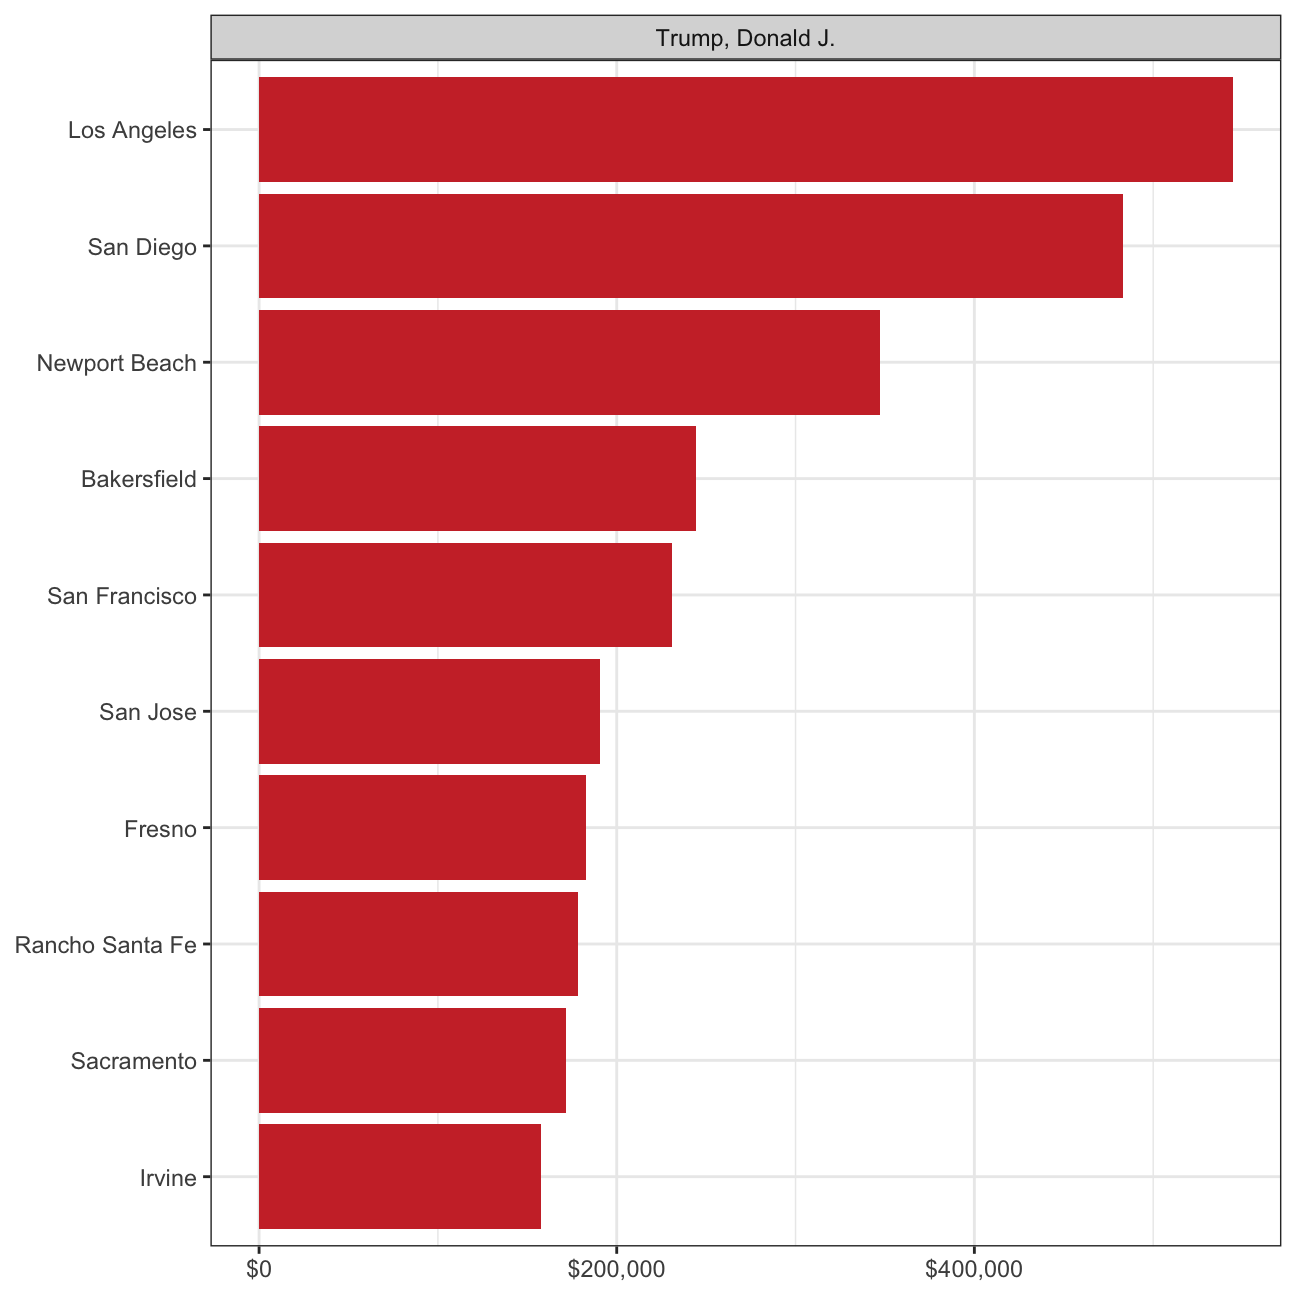 Trump, Donald J.
Los Angeles
San Diego
Newport Beach
Bakersfield
San Francisco
San Jose
Fresno
Rancho Santa Fe
Sacramento
Irvine
$0 $200,000 $400,000